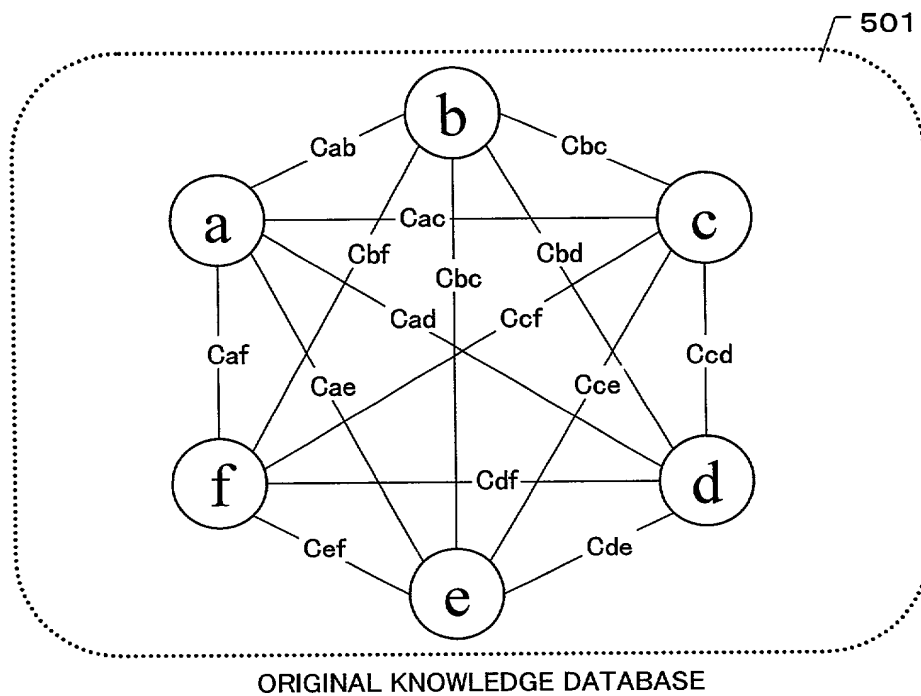 501
b
Cab
Cbc
a
Cac
c
Cbf
Cbd
Cbc
Cad
Ccf
Caf
Ccd
Cae
Cce
f
Cdf
d
Cef
Cde
e
ORIGINAL KNOWLEDGE DATABASE